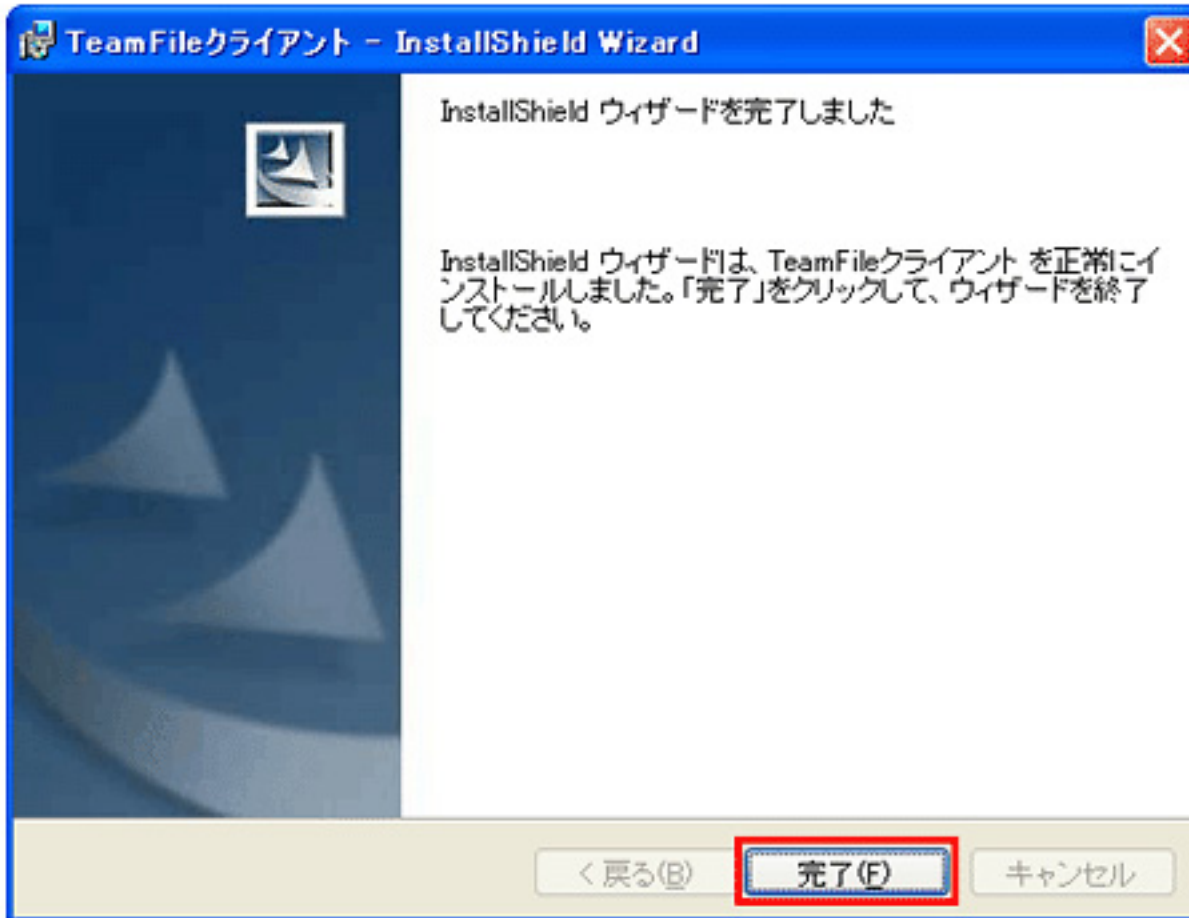 TeamFileクライアント - InstallShield Wizard
InstallShield ウィザードを完了しました
InstallShield ウィザードは、TeamFileクライアント を正常にイ
ンストールしました。「完了」をクリックして、ウィザードを終了
してください。
< 戻る(B) 完了(F) キャンセル